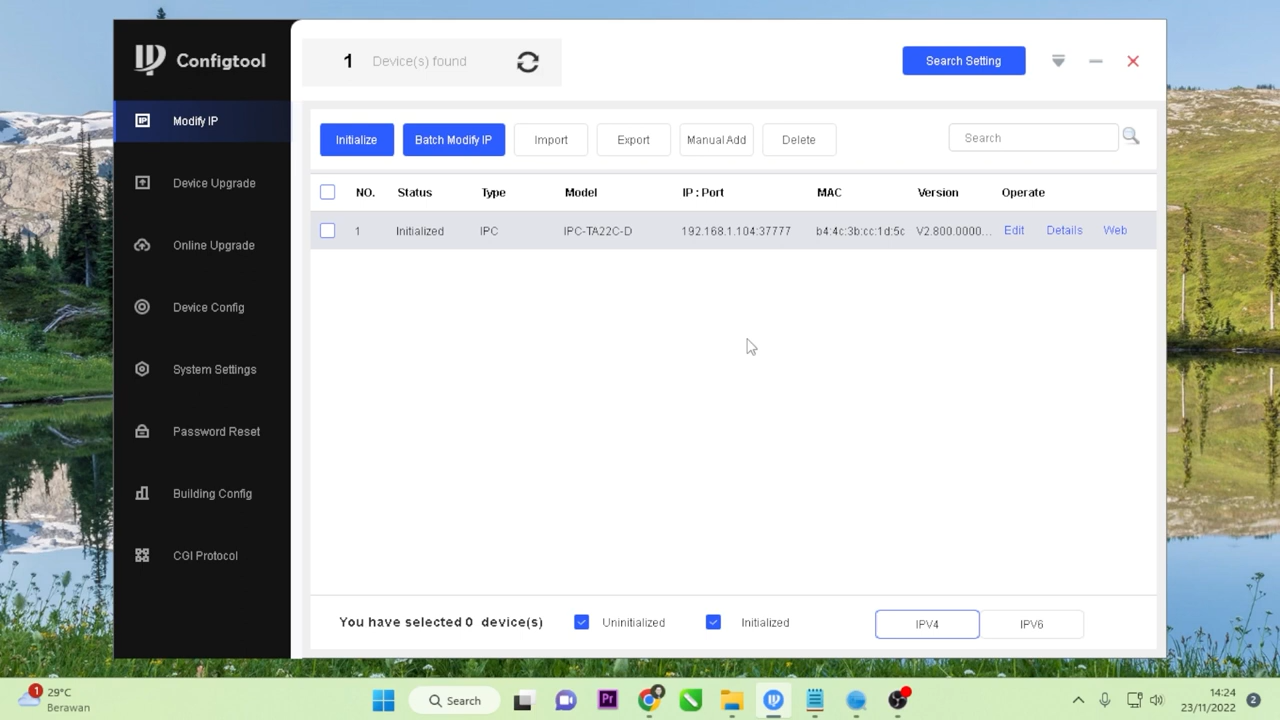 Configtool
1 Device(s) found
Search Setting
Modify IP
Device Upgrade
Online Upgrade
Device Config
System Settings
Password Reset
Building Config
CGI Protocol
Initialize Batch Modify IP Import Export Manual Add Delete Search
NO. Status Type Model IP : Port MAC Version Operate
1 Initialized IPC IPC-TA22C-D 192.168.1.104:37777 b4:4c:3b:cc:1d:5c V2.800.0000... Edit Details Web
You have selected 0 device(s) Uninitialized Initialized IPV4 IPV6
1 29°C
Berawan
Search
Pr
14:24
23/11/2022
2